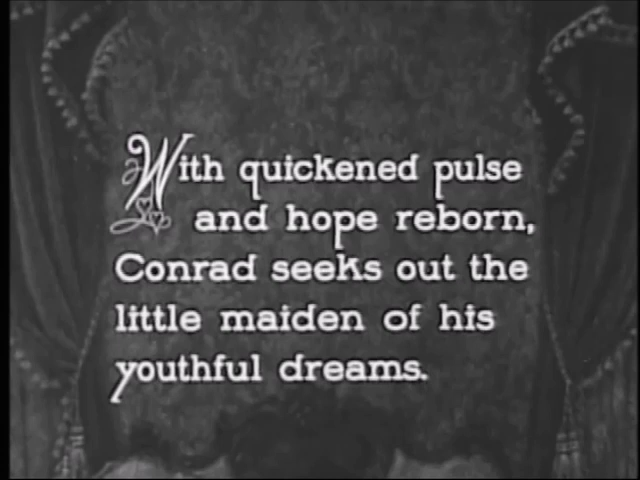 With quickened pulse
and hope reborn,
Conrad seeks out the
little maiden of his
youthful dreams.